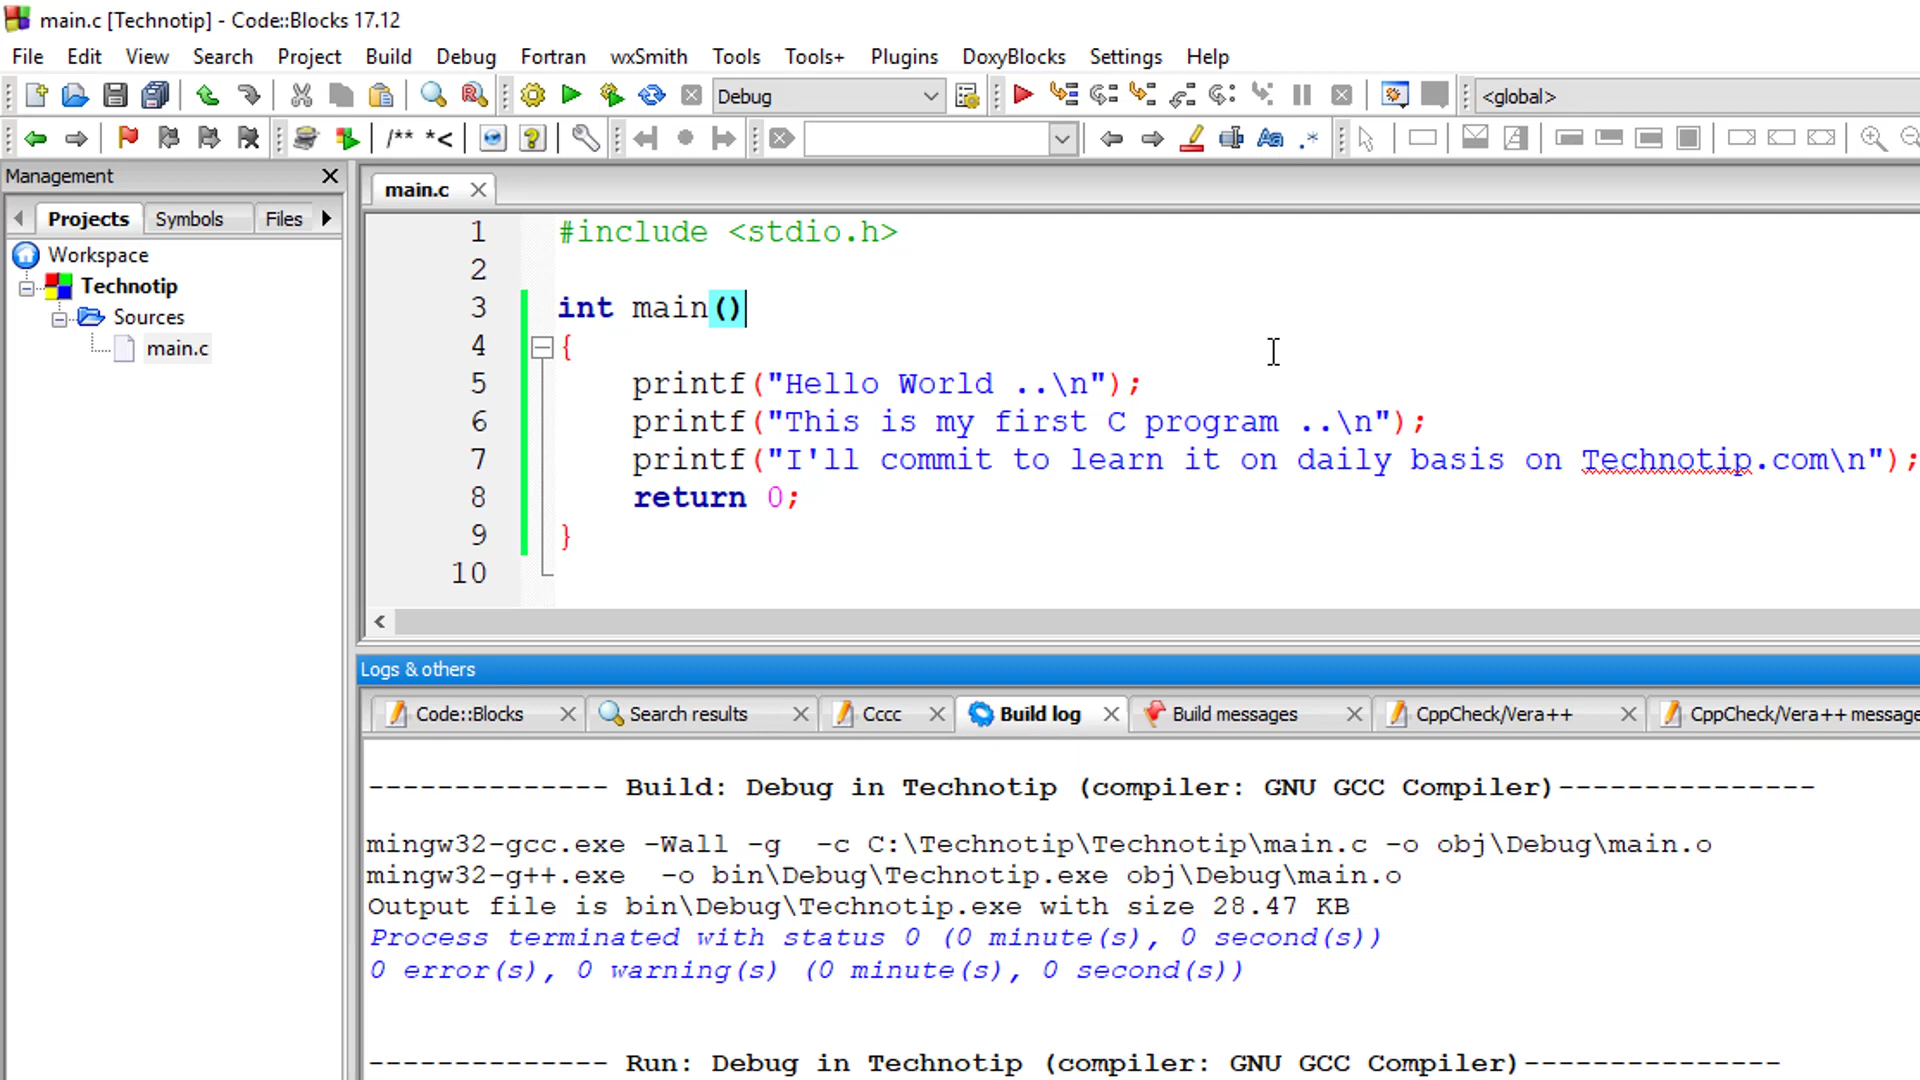 main.c [Technotip] - Code::Blocks 17.12
File Edit View Search Project Build Debug Fortran wxSmith Tools Tools+ Plugins DoxyBlocks Settings Help
Debug <global>
/** *<
Management
main.c
Projects Symbols Files
Workspace
Technotip
Sources
main.c
1 #include <stdio.h>
2
3 int main()
4 {
5 printf("Hello World ..\n");
6 printf("This is my first C program ..\n");
7 printf("I'll commit to learn it on daily basis on Technotip.com\n");
8 return 0;
9 }
10
Logs & others
Code::Blocks Search results Cccc Build log Build messages CppCheck/Vera++ CppCheck/Vera++ message
-------------- Build: Debug in Technotip (compiler: GNU GCC Compiler)---------------
mingw32-gcc.exe -Wall -g  -c C:\Technotip\Technotip\main.c -o obj\Debug\main.o
mingw32-g++.exe  -o bin\Debug\Technotip.exe obj\Debug\main.o
Output file is bin\Debug\Technotip.exe with size 28.47 KB
Process terminated with status 0 (0 minute(s), 0 second(s))
0 error(s), 0 warning(s) (0 minute(s), 0 second(s))
-------------- Run: Debug in Technotip (compiler: GNU GCC Compiler)---------------